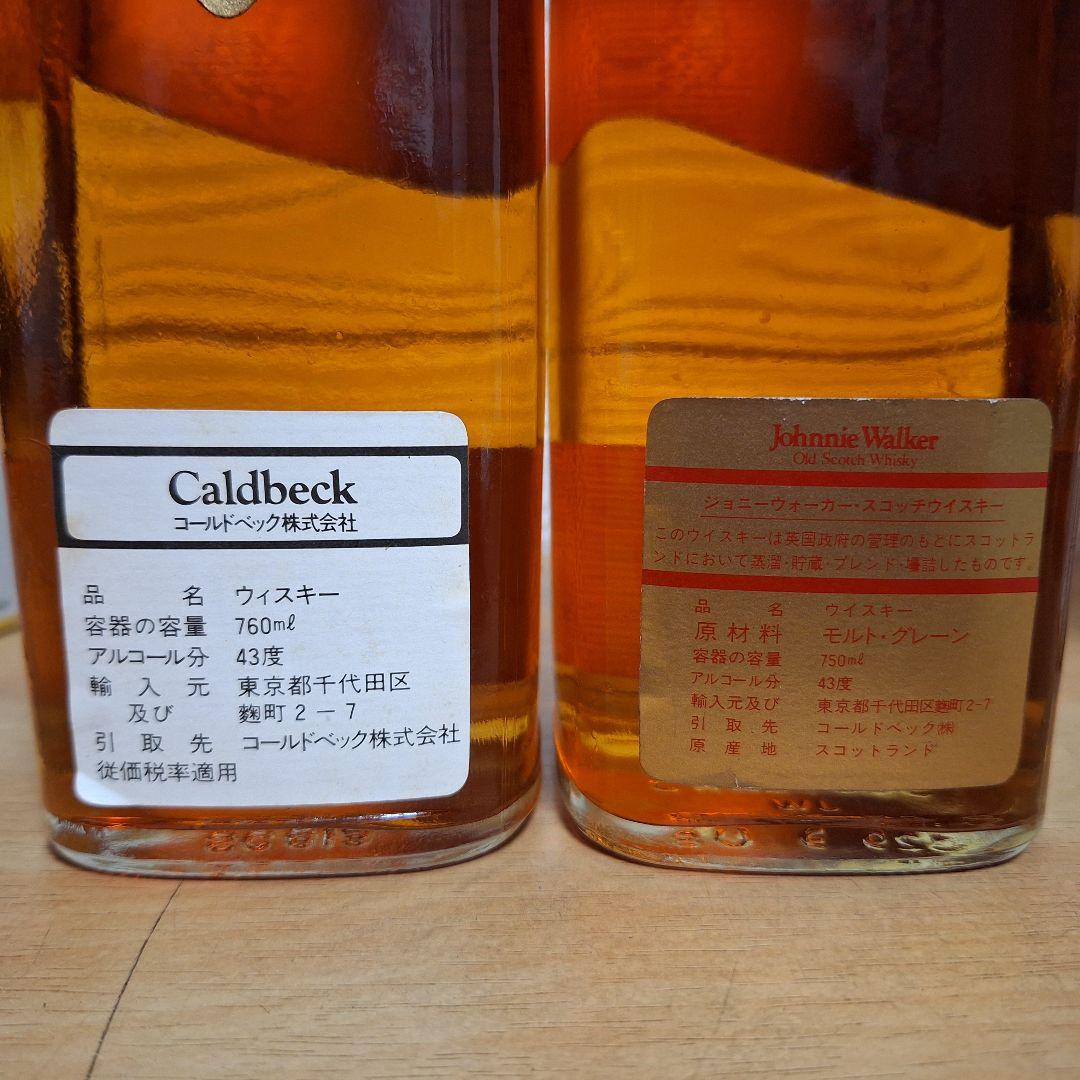 Caldbeck
コールドベック株式会社
品 名 ウィスキー
容器の容量 760mℓ
アルコール分 43度
輸入元 東京都千代田区
及び 麴町2-7
引取先 コールドベック株式会社
従価税率適用
Johnnie Walker
Old Scotch Whisky
ジョニーウォーカー・スコッチウイスキー
このウイスキーは英国政府の管理のもとにスコットラ
ンドにおいて蒸溜・貯蔵・ブレンド・壜詰したものです。
品 名 ウイスキー
原材料 モルト・グレーン
容器の容量 750mℓ
アルコール分 43度
輸入元及び 東京都千代田区麴町2-7
引取先 コールドベック㈱
原産地 スコットランド